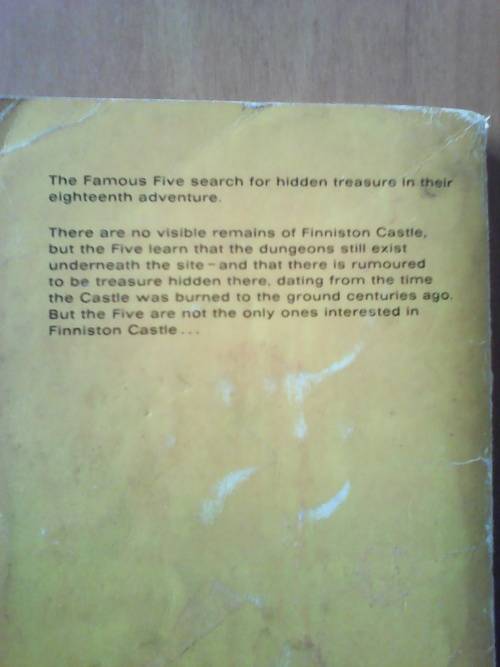 The Famous Five search for hidden treasure in their
eighteenth adventure.
There are no visible remains of Finniston Castle,
but the Five learn that the dungeons still exist
underneath the site – and that there is rumoured
to be treasure hidden there, dating from the time
the Castle was burned to the ground centuries ago.
But the Five are not the only ones interested in
Finniston Castle ...